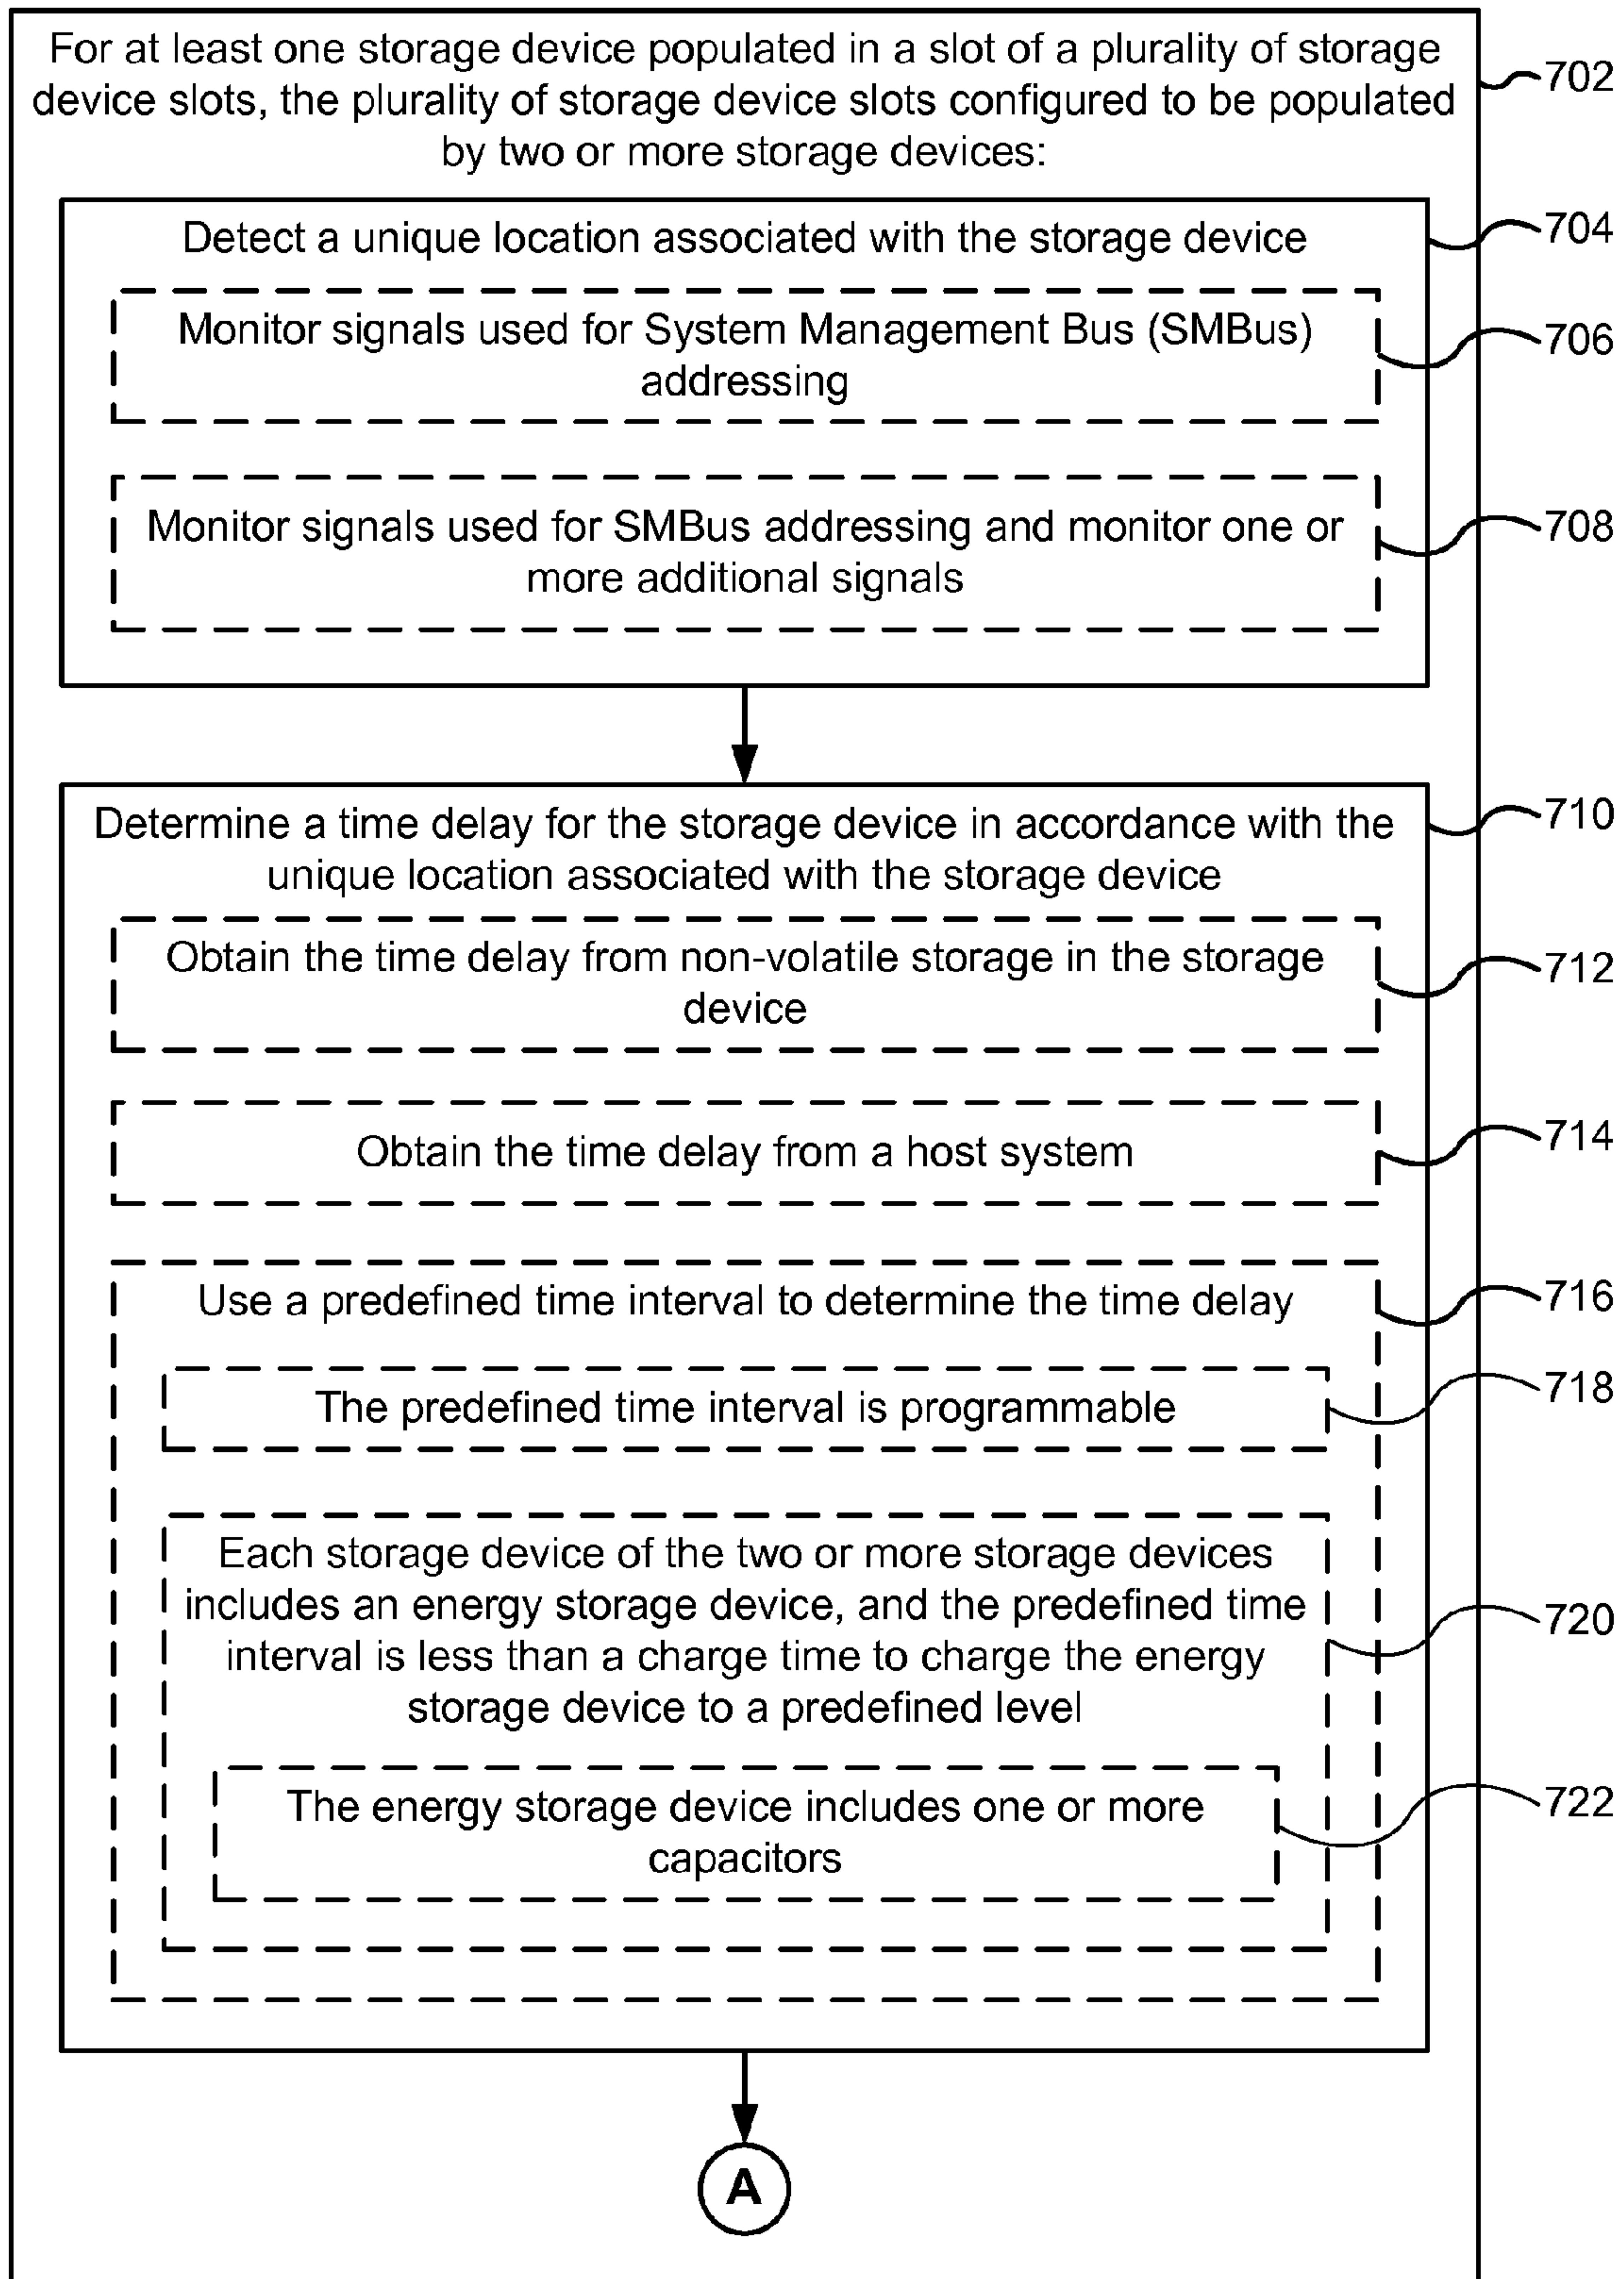 For at least one storage device populated in a slot of a plurality of storage
device slots, the plurality of storage device slots configured to be populated
by two or more storage devices:
702
Detect a unique location associated with the storage device
704
Monitor signals used for System Management Bus (SMBus)
addressing
706
Monitor signals used for SMBus addressing and monitor one or
more additional signals
708
Determine a time delay for the storage device in accordance with the
unique location associated with the storage device
710
Obtain the time delay from non-volatile storage in the storage
device
712
Obtain the time delay from a host system
714
Use a predefined time interval to determine the time delay
716
The predefined time interval is programmable
718
Each storage device of the two or more storage devices
includes an energy storage device, and the predefined time
interval is less than a charge time to charge the energy
storage device to a predefined level
720
The energy storage device includes one or more
capacitors
722
A